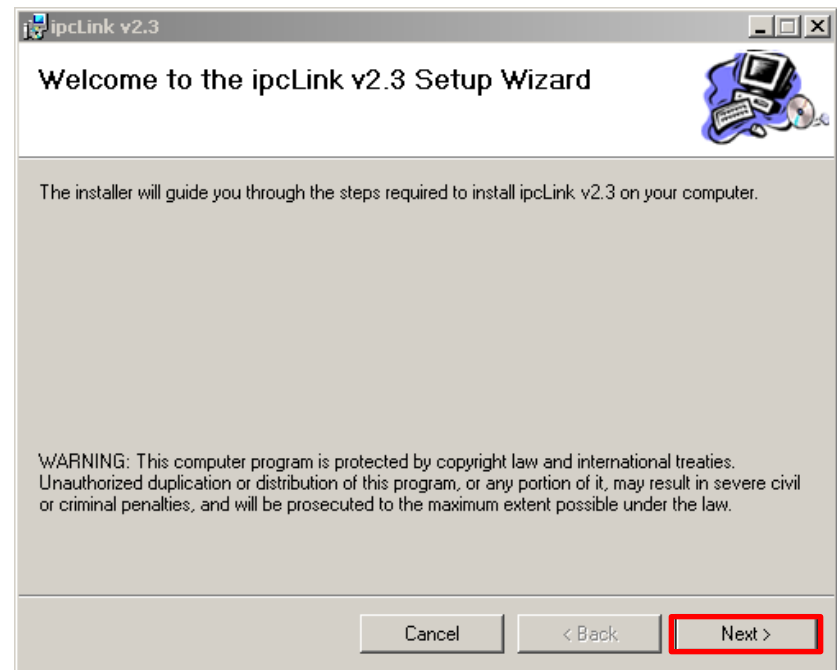 ipcLink v2.3
Welcome to the ipcLink v2.3 Setup Wizard
The installer will guide you through the steps required to install ipcLink v2.3 on your computer.
WARNING: This computer program is protected by copyright law and international treaties.
Unauthorized duplication or distribution of this program, or any portion of it, may result in severe civil
or criminal penalties, and will be prosecuted to the maximum extent possible under the law.
Cancel
< Back
Next >